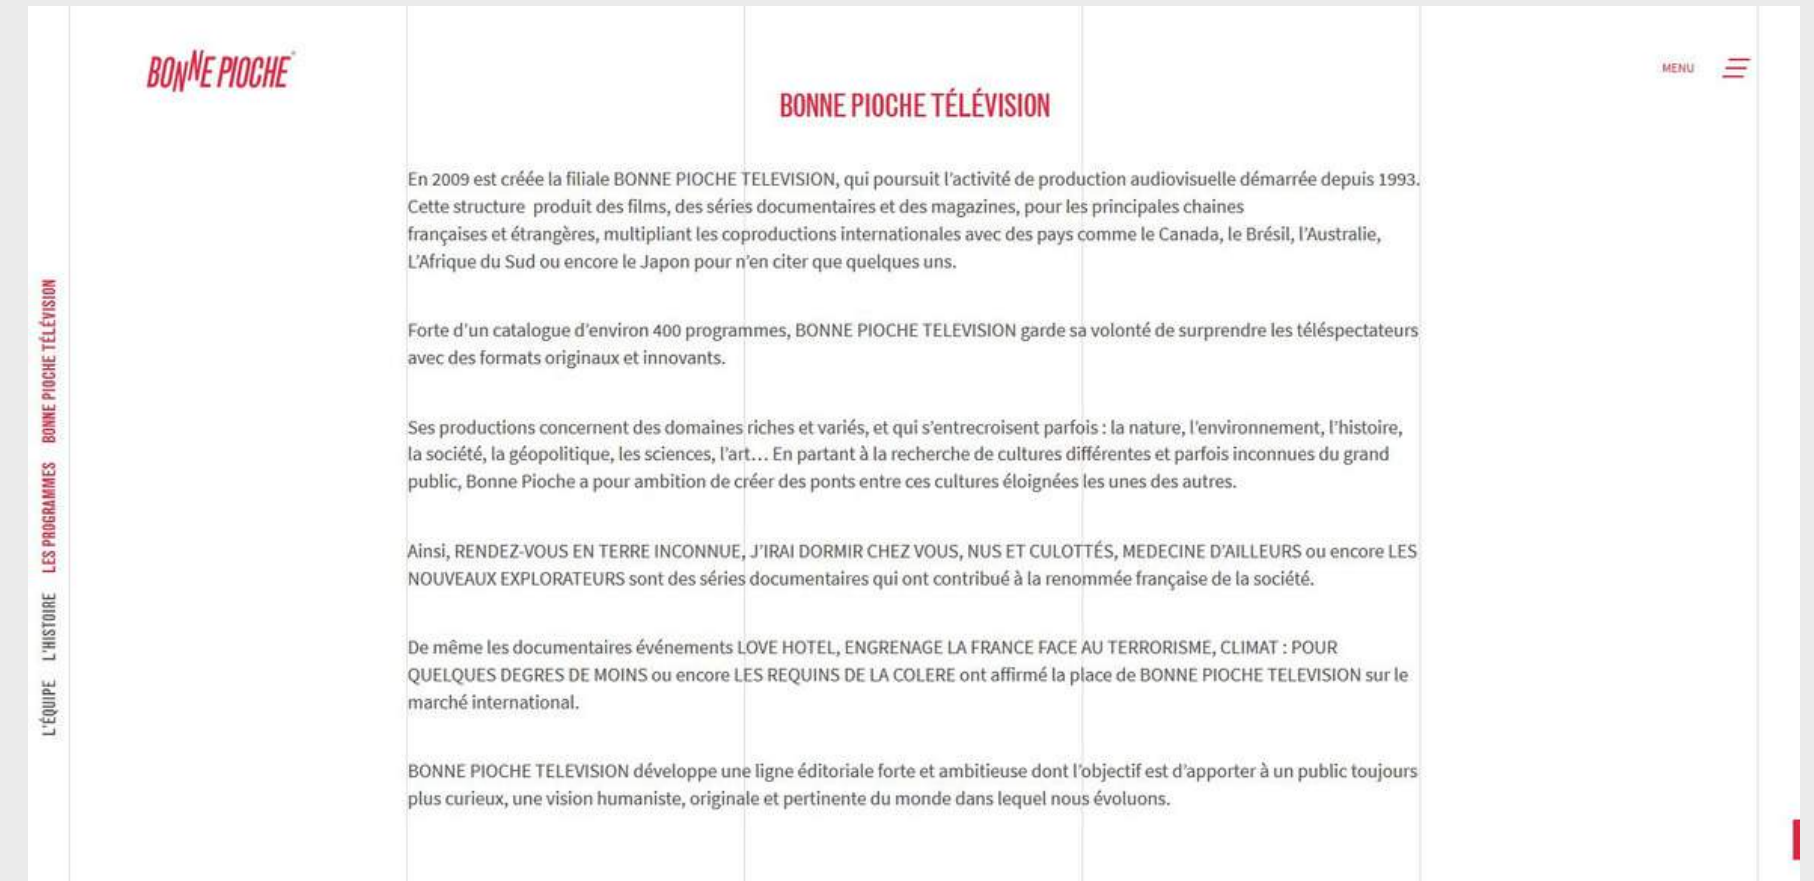 BONNE PIOCHE
MENU
BONNE PIOCHE TÉLÉVISION
En 2009 est créée la filiale BONNE PIOCHE TELEVISION, qui poursuit l'activité de production audiovisuelle démarrée depuis 1993.
Cette structure  produit des films, des séries documentaires et des magazines, pour les principales chaines
françaises et étrangères, multipliant les coproductions internationales avec des pays comme le Canada, le Brésil, l'Australie,
L'Afrique du Sud ou encore le Japon pour n'en citer que quelques uns.
Forte d'un catalogue d'environ 400 programmes, BONNE PIOCHE TELEVISION garde sa volonté de surprendre les téléspectateurs
avec des formats originaux et innovants.
Ses productions concernent des domaines riches et variés, et qui s'entrecroisent parfois : la nature, l'environnement, l'histoire,
la société, la géopolitique, les sciences, l'art… En partant à la recherche de cultures différentes et parfois inconnues du grand
public, Bonne Pioche a pour ambition de créer des ponts entre ces cultures éloignées les unes des autres.
Ainsi, RENDEZ-VOUS EN TERRE INCONNUE, J'IRAI DORMIR CHEZ VOUS, NUS ET CULOTTÉS, MEDECINE D'AILLEURS ou encore LES
NOUVEAUX EXPLORATEURS sont des séries documentaires qui ont contribué à la renommée française de la société.
De même les documentaires événements LOVE HOTEL, ENGRENAGE LA FRANCE FACE AU TERRORISME, CLIMAT : POUR
QUELQUES DEGRES DE MOINS ou encore LES REQUINS DE LA COLERE ont affirmé la place de BONNE PIOCHE TELEVISION sur le
marché international.
BONNE PIOCHE TELEVISION développe une ligne éditoriale forte et ambitieuse dont l'objectif est d'apporter à un public toujours
plus curieux, une vision humaniste, originale et pertinente du monde dans lequel nous évoluons.
L'ÉQUIPE L'HISTOIRE LES PROGRAMMES BONNE PIOCHE TÉLÉVISION